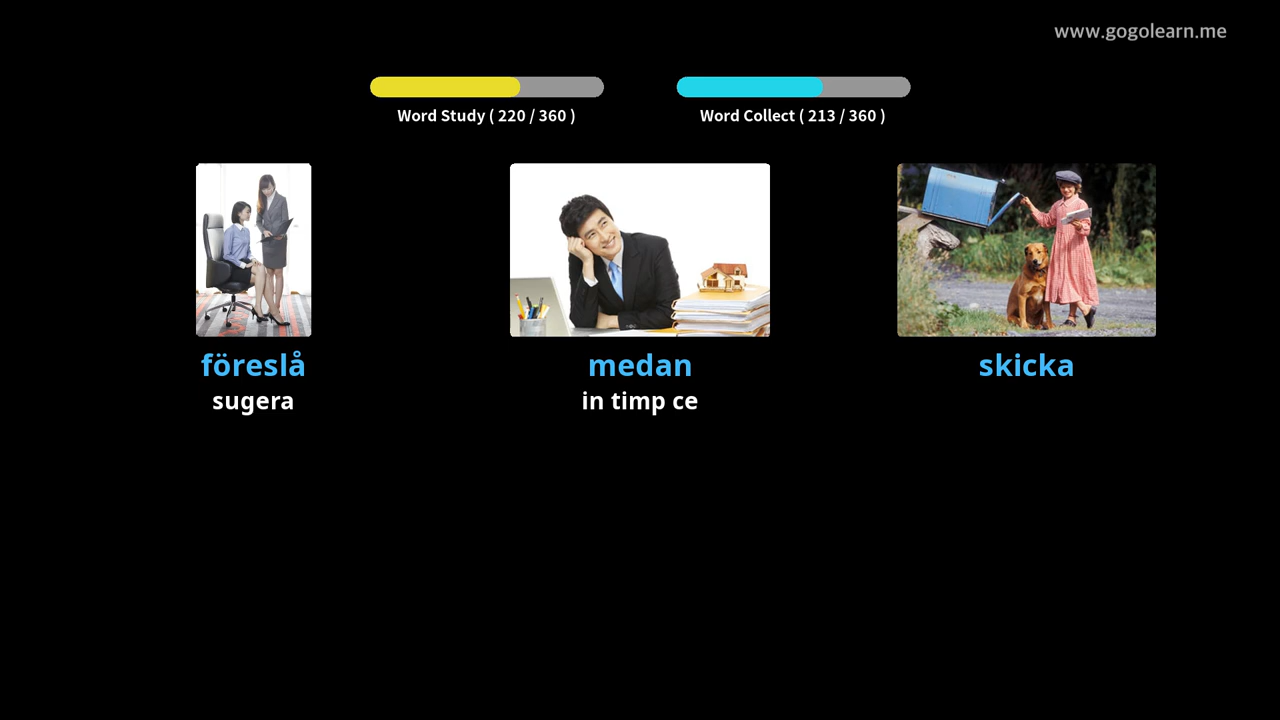 www.gogolearn.me
Word Study ( 220 / 360 )
Word Collect ( 213 / 360 )
föreslå
sugera
medan
in timp ce
skicka